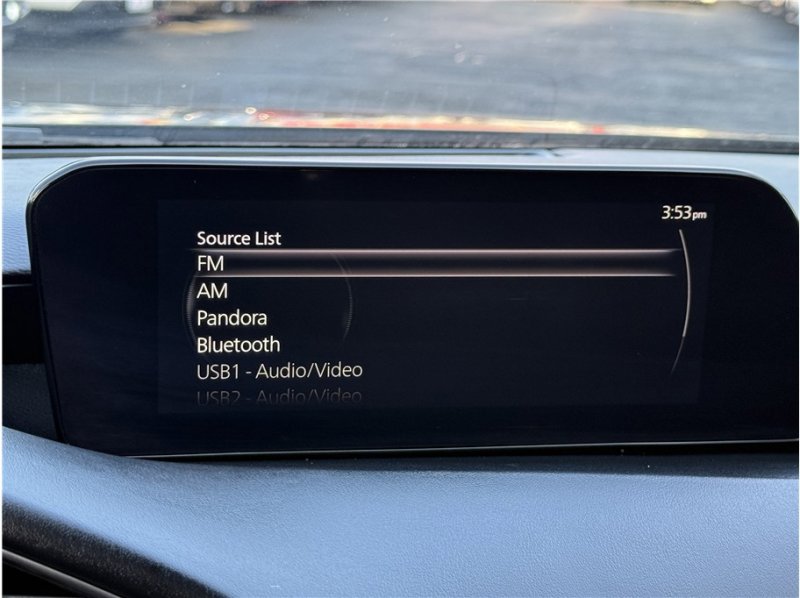 3:53pm
Source List
FM
AM
Pandora
Bluetooth
USB1 - Audio/Video
USB2 - Audio/Video